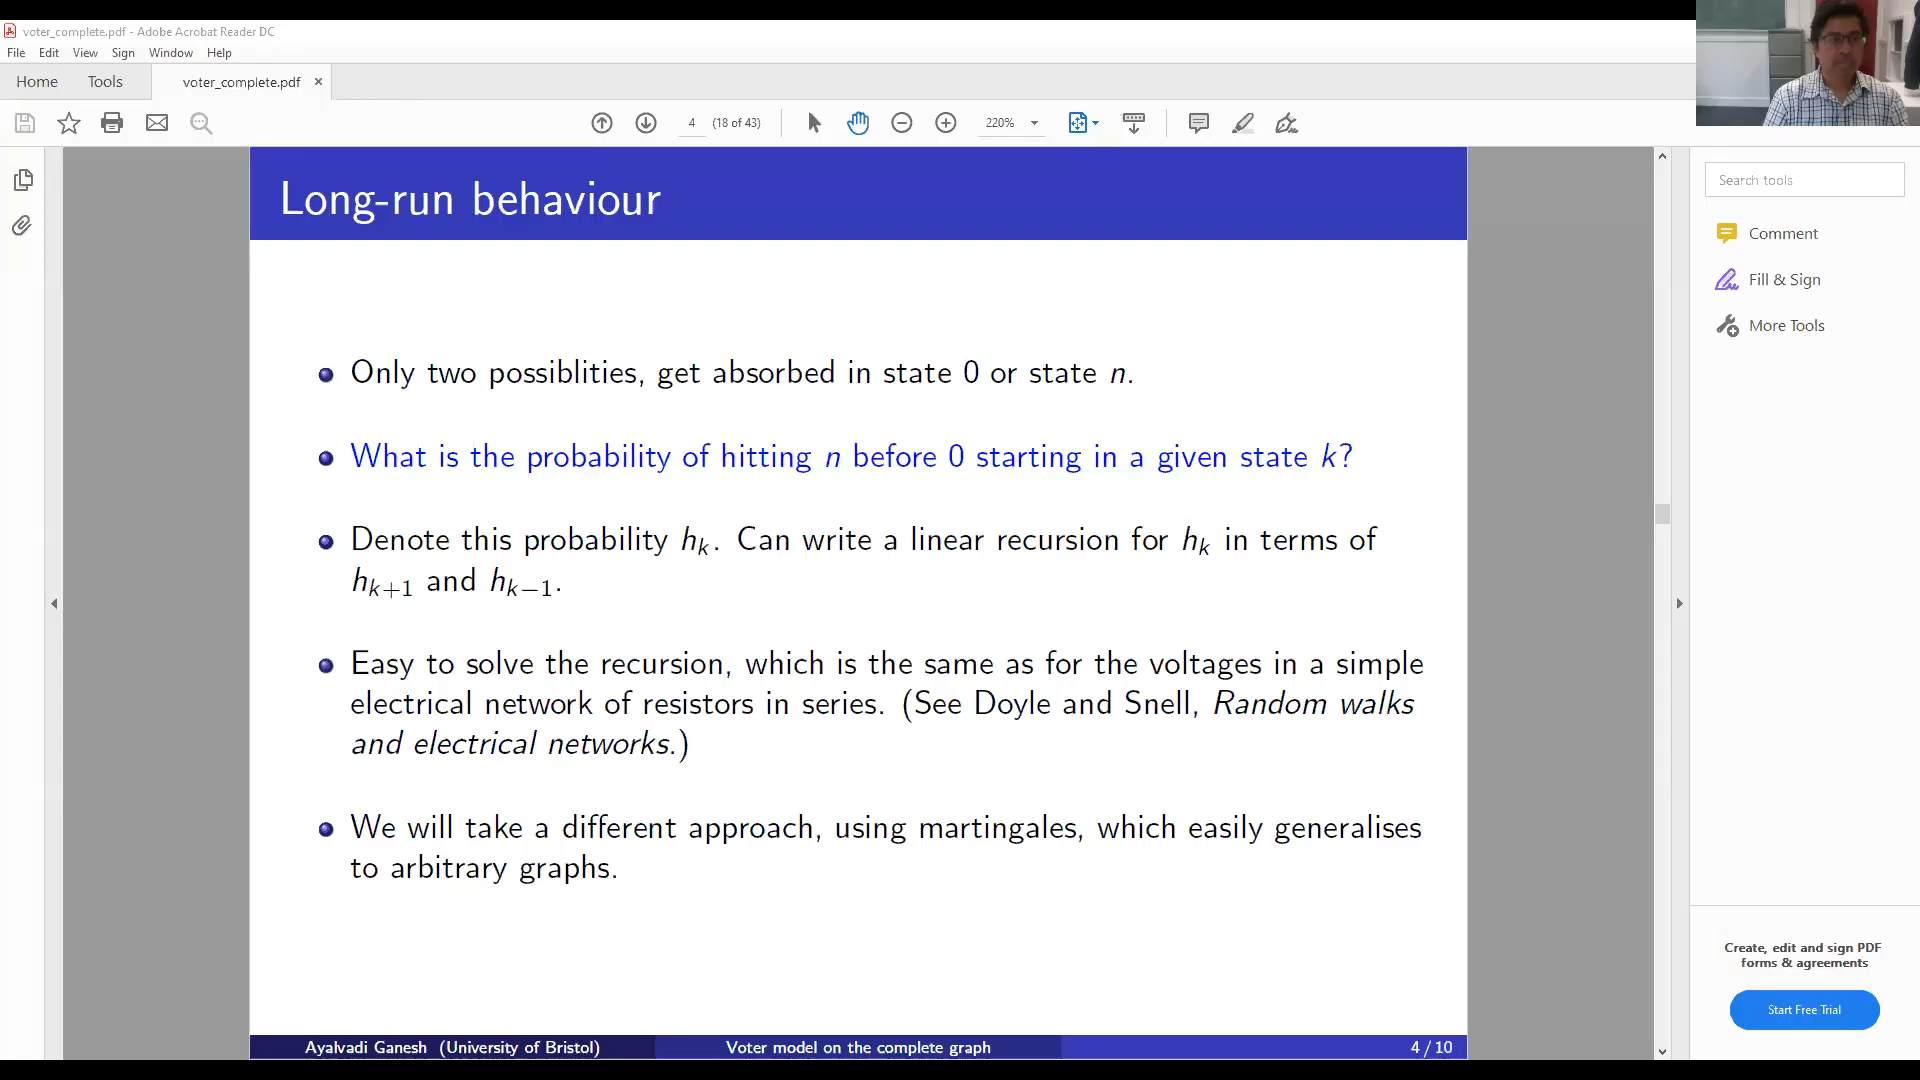 voter_complete.pdf - Adobe Acrobat Reader DC
File Edit View Sign Window Help
Home Tools voter_complete.pdf ×
4 (18 of 43) 220%
Search tools
Comment
Fill & Sign
More Tools
Long-run behaviour
Only two possiblities, get absorbed in state 0 or state n.
What is the probability of hitting n before 0 starting in a given state k?
Denote this probability hₖ. Can write a linear recursion for hₖ in terms of
hₖ₊₁ and hₖ₋₁.
Easy to solve the recursion, which is the same as for the voltages in a simple
electrical network of resistors in series. (See Doyle and Snell, Random walks
and electrical networks.)
We will take a different approach, using martingales, which easily generalises
to arbitrary graphs.
Create, edit and sign PDF
forms & agreements
Start Free Trial
Ayalvadi Ganesh (University of Bristol) Voter model on the complete graph 4 / 10